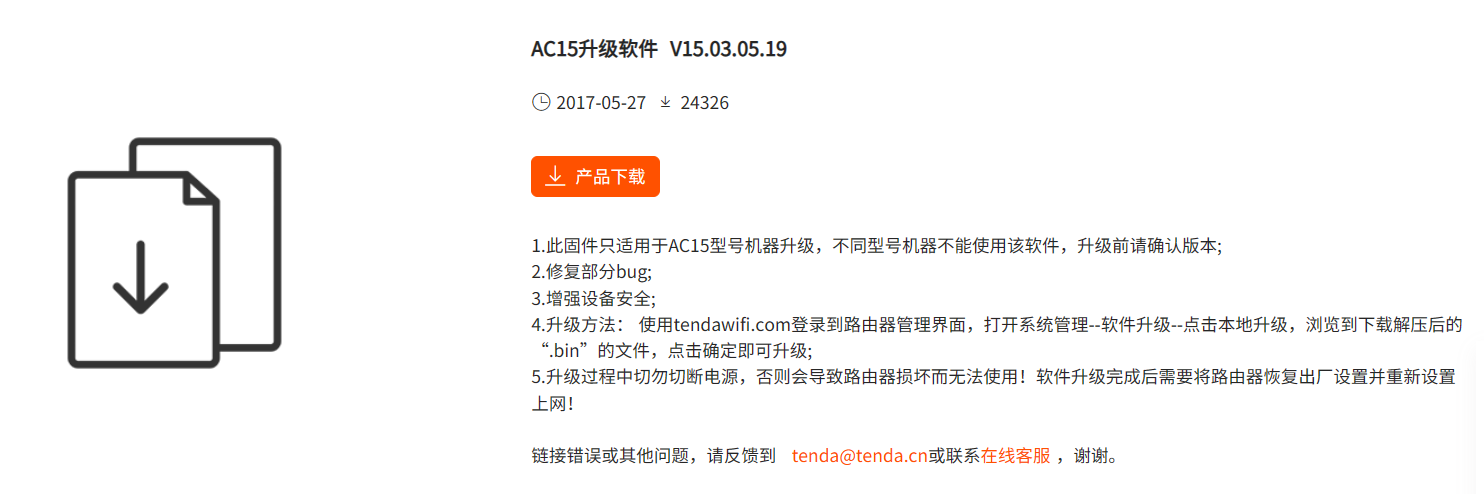 AC15升级软件 V15.03.05.19
2017-05-27 24326
产品下载
1.此固件只适用于AC15型号机器升级，不同型号机器不能使用该软件，升级前请确认版本;
2.修复部分bug;
3.增强设备安全;
4.升级方法： 使用tendawifi.com登录到路由器管理界面，打开系统管理--软件升级--点击本地升级，浏览到下载解压后的
“.bin”的文件，点击确定即可升级;
5.升级过程中切勿切断电源，否则会导致路由器损坏而无法使用！软件升级完成后需要将路由器恢复出厂设置并重新设置
上网！
链接错误或其他问题，请反馈到 tenda@tenda.cn或联系在线客服 ，谢谢。